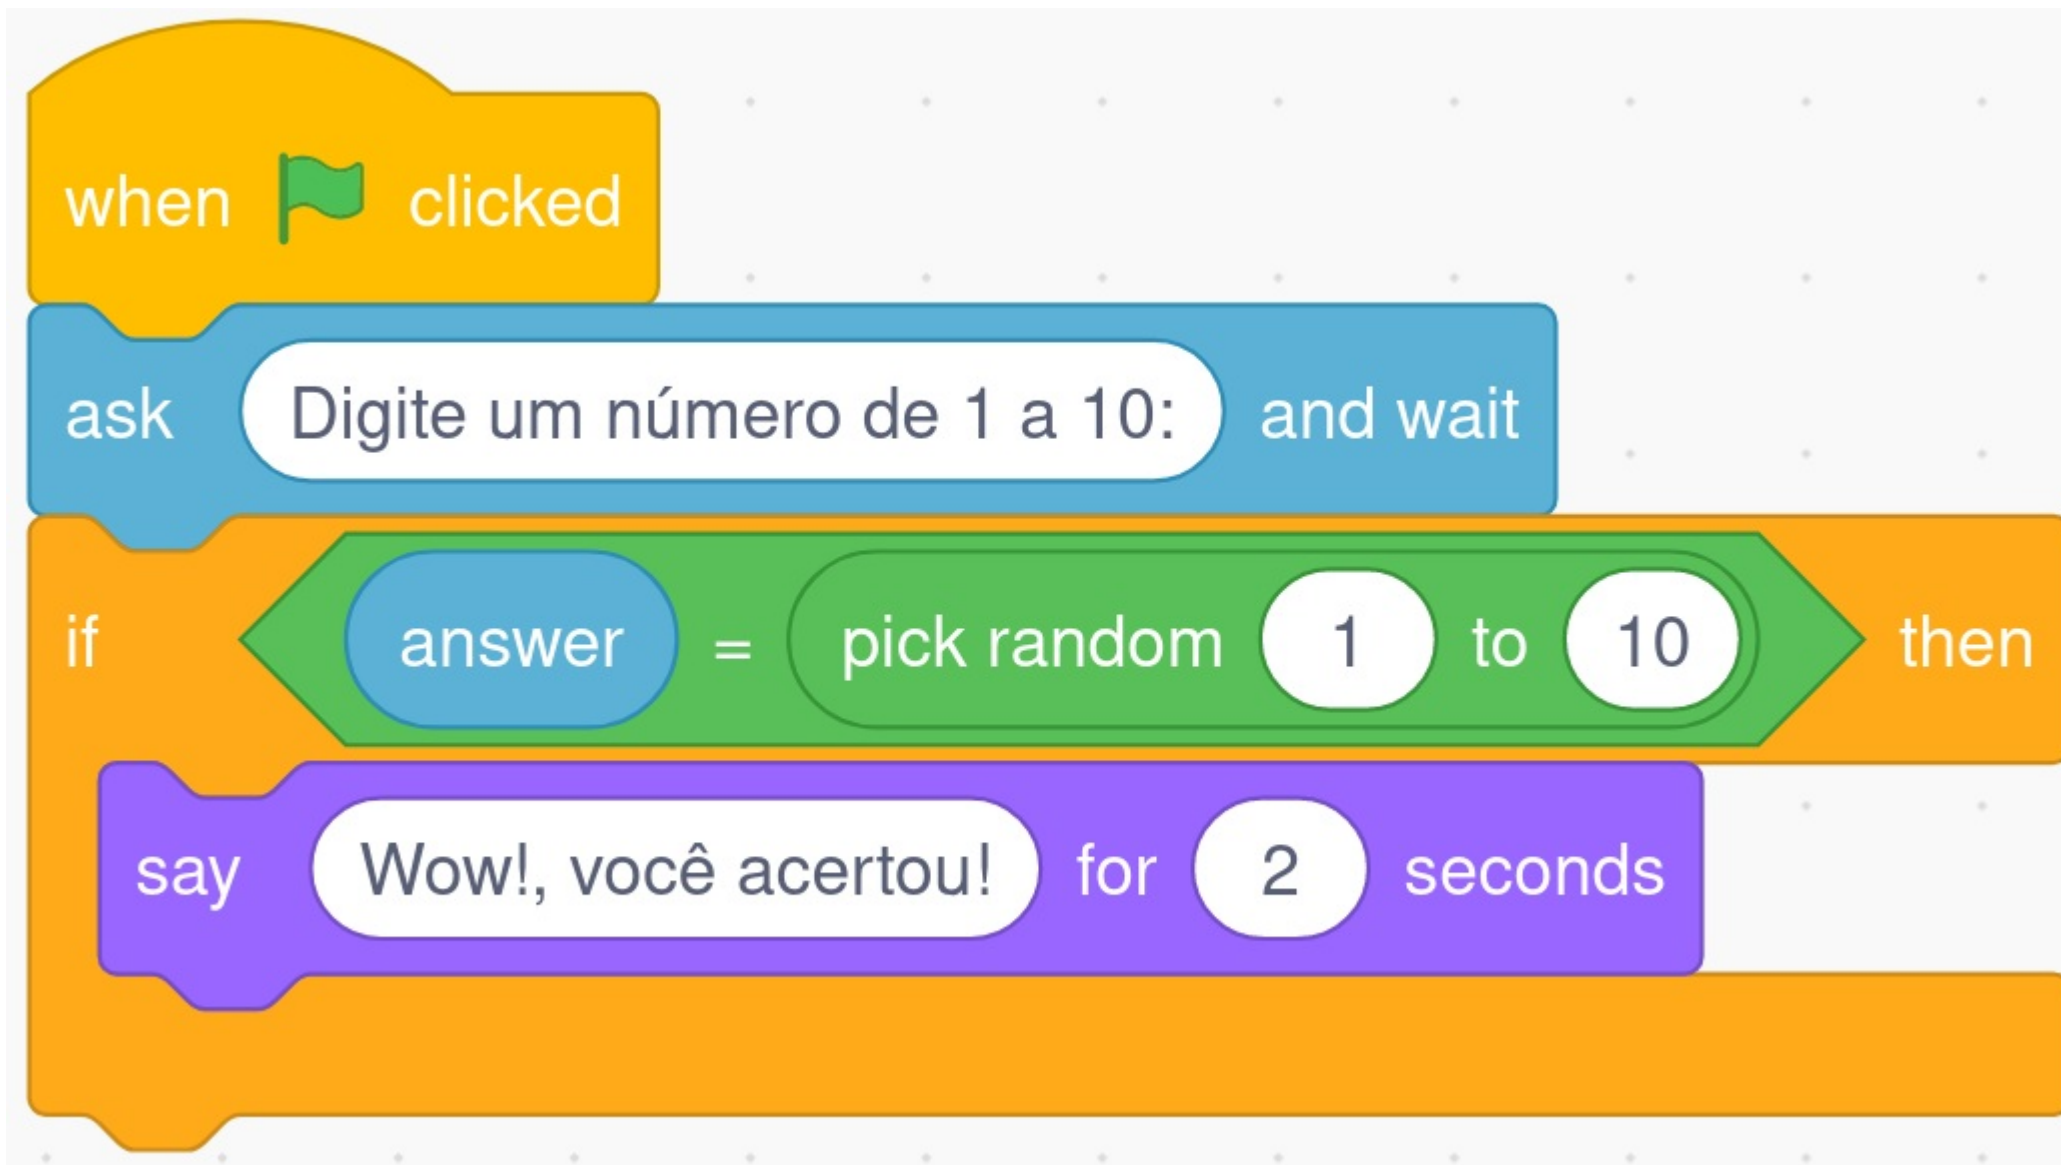 when clicked
ask Digite um número de 1 a 10: and wait
if answer = pick random 1 to 10 then
say Wow!, você acertou! for 2 seconds